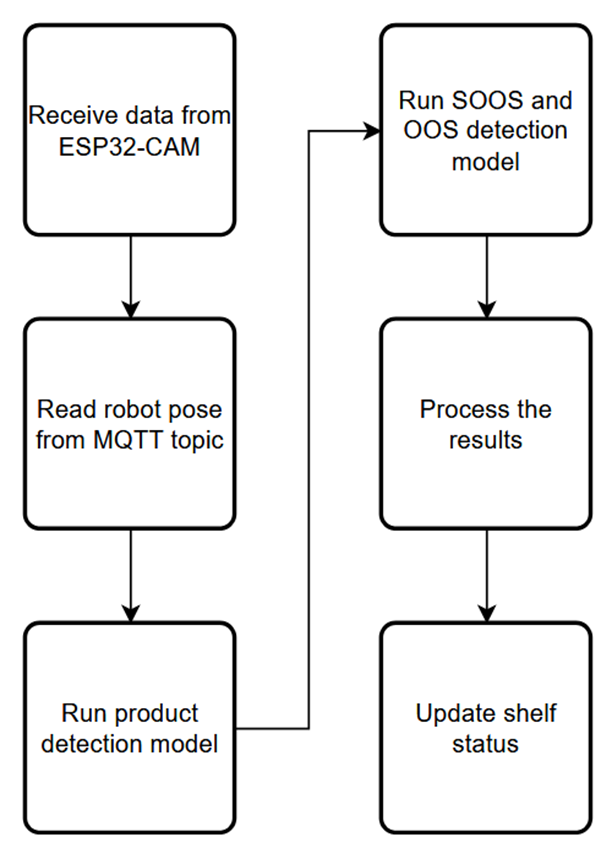 Receive data from
ESP32-CAM
Read robot pose
from MQTT topic
Run product
detection model
Run SOOS and
OOS detection
model
Process the
results
Update shelf
status